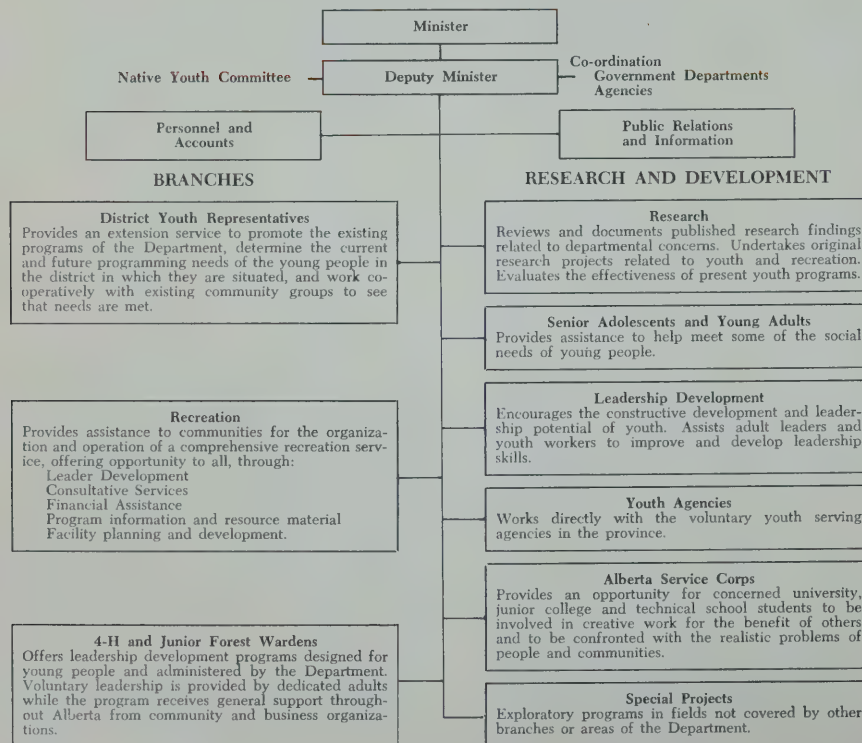 Minister
Native Youth Committee
Deputy Minister
Co-ordination
Government Departments
Agencies
Personnel and
Accounts
Public Relations
and Information
BRANCHES
District Youth Representatives
Provides an extension service to promote the existing
programs of the Department, determine the current
and future programming needs of the young people in
the district in which they are situated, and work co-
operatively with existing community groups to see
that needs are met.
Recreation
Provides assistance to communities for the organiza-
tion and operation of a comprehensive recreation serv-
ice, offering opportunity to all, through:
Leader Development
Consultative Services
Financial Assistance
Program information and resource material
Facility planning and development.
4-H and Junior Forest Wardens
Offers leadership development programs designed for
young people and administered by the Department.
Voluntary leadership is provided by dedicated adults
while the program receives general support through-
out Alberta from community and business organiza-
tions.
RESEARCH AND DEVELOPMENT
Research
Reviews and documents published research findings
related to departmental concerns. Undertakes original
research projects related to youth and recreation.
Evaluates the effectiveness of present youth programs.
Senior Adolescents and Young Adults
Provides assistance to help meet some of the social
needs of young people.
Leadership Development
Encourages the constructive development and leader-
ship potential of youth. Assists adult leaders and
youth workers to improve and develop leadership
skills.
Youth Agencies
Works directly with the voluntary youth serving
agencies in the province.
Alberta Service Corps
Provides an opportunity for concerned university,
junior college and technical school students to be
involved in creative work for the benefit of others
and to be confronted with the realistic problems of
people and communities.
Special Projects
Exploratory programs in fields not covered by other
branches or areas of the Department.